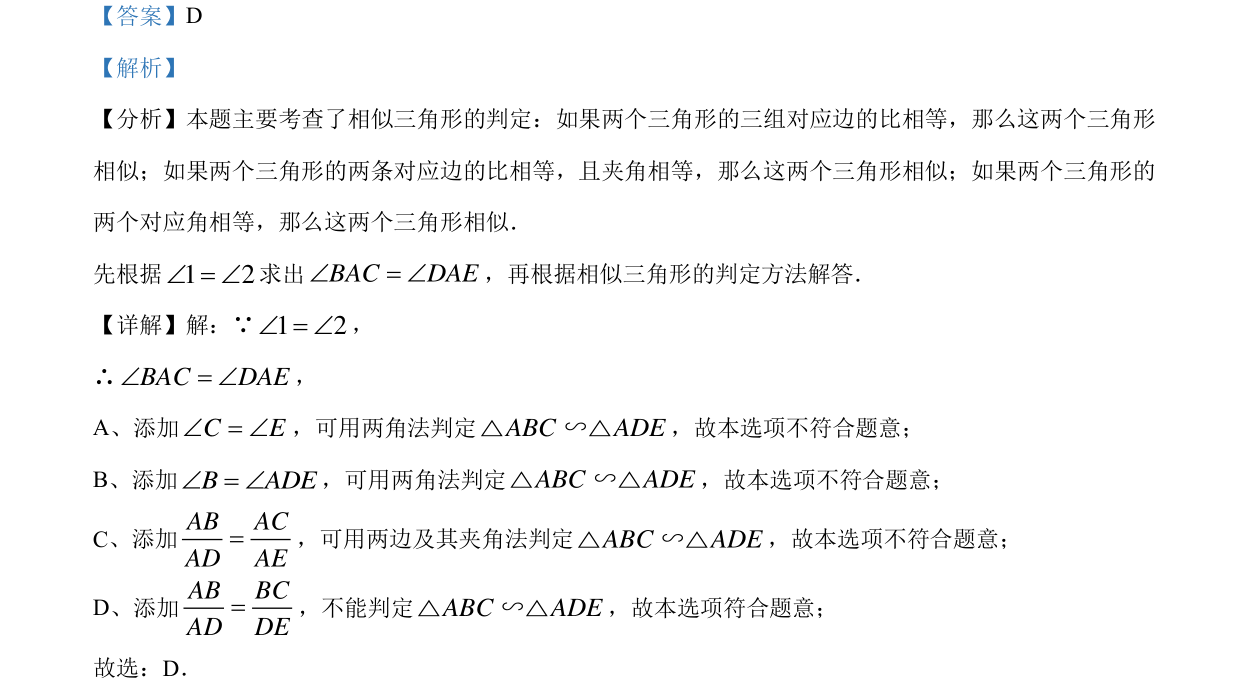 【答案】D
【解析】
【分析】本题主要考查了相似三角形的判定：如果两个三角形的三组对应边的比相等，那么这两个三角形
相似；如果两个三角形的两条对应边的比相等，且夹角相等，那么这两个三角形相似；如果两个三角形的
两个对应角相等，那么这两个三角形相似．
先根据∠1=∠2求出∠BAC=∠DAE，再根据相似三角形的判定方法解答．
【详解】解：∵∠1=∠2，
∴∠BAC=∠DAE，
A、添加∠C=∠E，可用两角法判定△ABC∽△ADE，故本选项不符合题意；
B、添加∠B=∠ADE，可用两角法判定△ABC∽△ADE，故本选项不符合题意；
C、添加AB/AD=AC/AE，可用两边及其夹角法判定△ABC∽△ADE，故本选项不符合题意；
D、添加AB/AD=BC/DE，不能判定△ABC∽△ADE，故本选项符合题意；
故选：D．